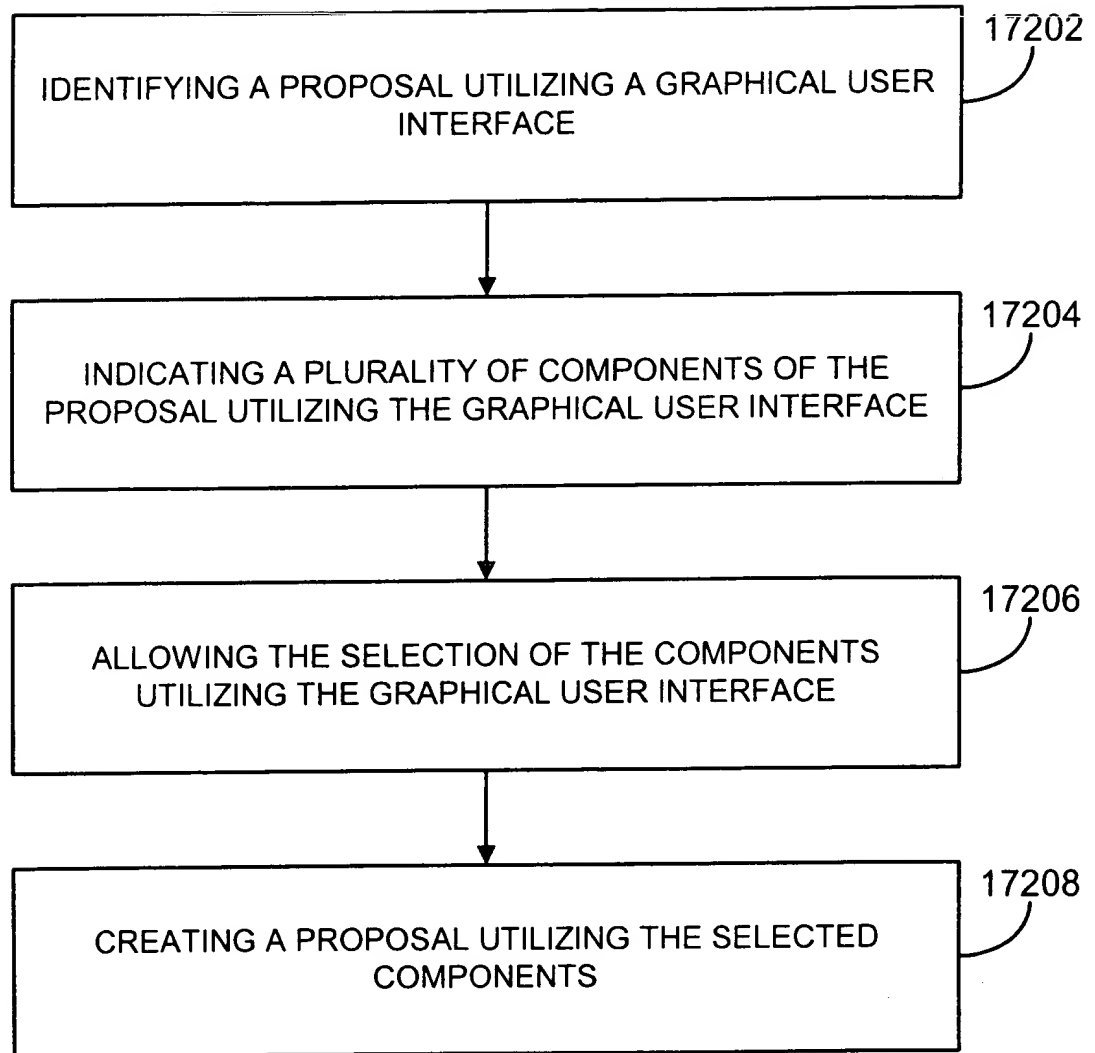 17202
IDENTIFYING A PROPOSAL UTILIZING A GRAPHICAL USER
INTERFACE
17204
INDICATING A PLURALITY OF COMPONENTS OF THE
PROPOSAL UTILIZING THE GRAPHICAL USER INTERFACE
17206
ALLOWING THE SELECTION OF THE COMPONENTS
UTILIZING THE GRAPHICAL USER INTERFACE
17208
CREATING A PROPOSAL UTILIZING THE SELECTED
COMPONENTS